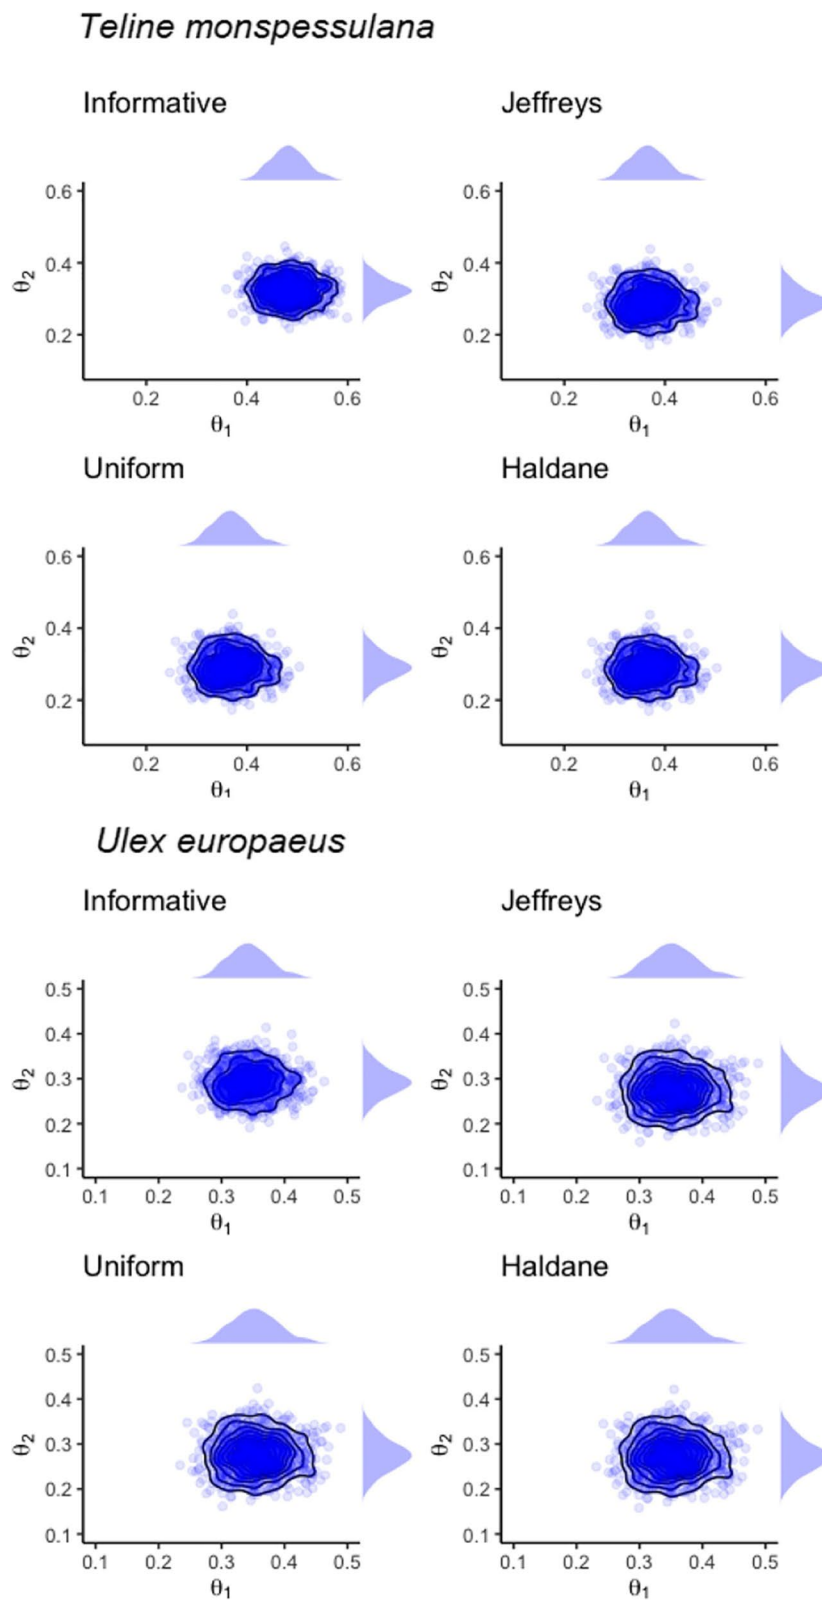 Teline monspessulana
Informative Jeffreys
0.6 0.6
θ2 0.4 θ2 0.4
0.2 0.2
0.2 0.4 0.6 0.2 0.4 0.6
θ1 θ1
Uniform Haldane
0.6 0.6
θ2 0.4 θ2 0.4
0.2 0.2
0.2 0.4 0.6 0.2 0.4 0.6
θ1 θ1
Ulex europaeus
Informative Jeffreys
0.5 0.5
0.4 0.4
θ2 0.3 θ2 0.3
0.2 0.2
0.1 0.1
0.1 0.2 0.3 0.4 0.5 0.1 0.2 0.3 0.4 0.5
θ1 θ1
Uniform Haldane
0.5 0.5
0.4 0.4
θ2 0.3 θ2 0.3
0.2 0.2
0.1 0.1
0.1 0.2 0.3 0.4 0.5 0.1 0.2 0.3 0.4 0.5
θ1 θ1